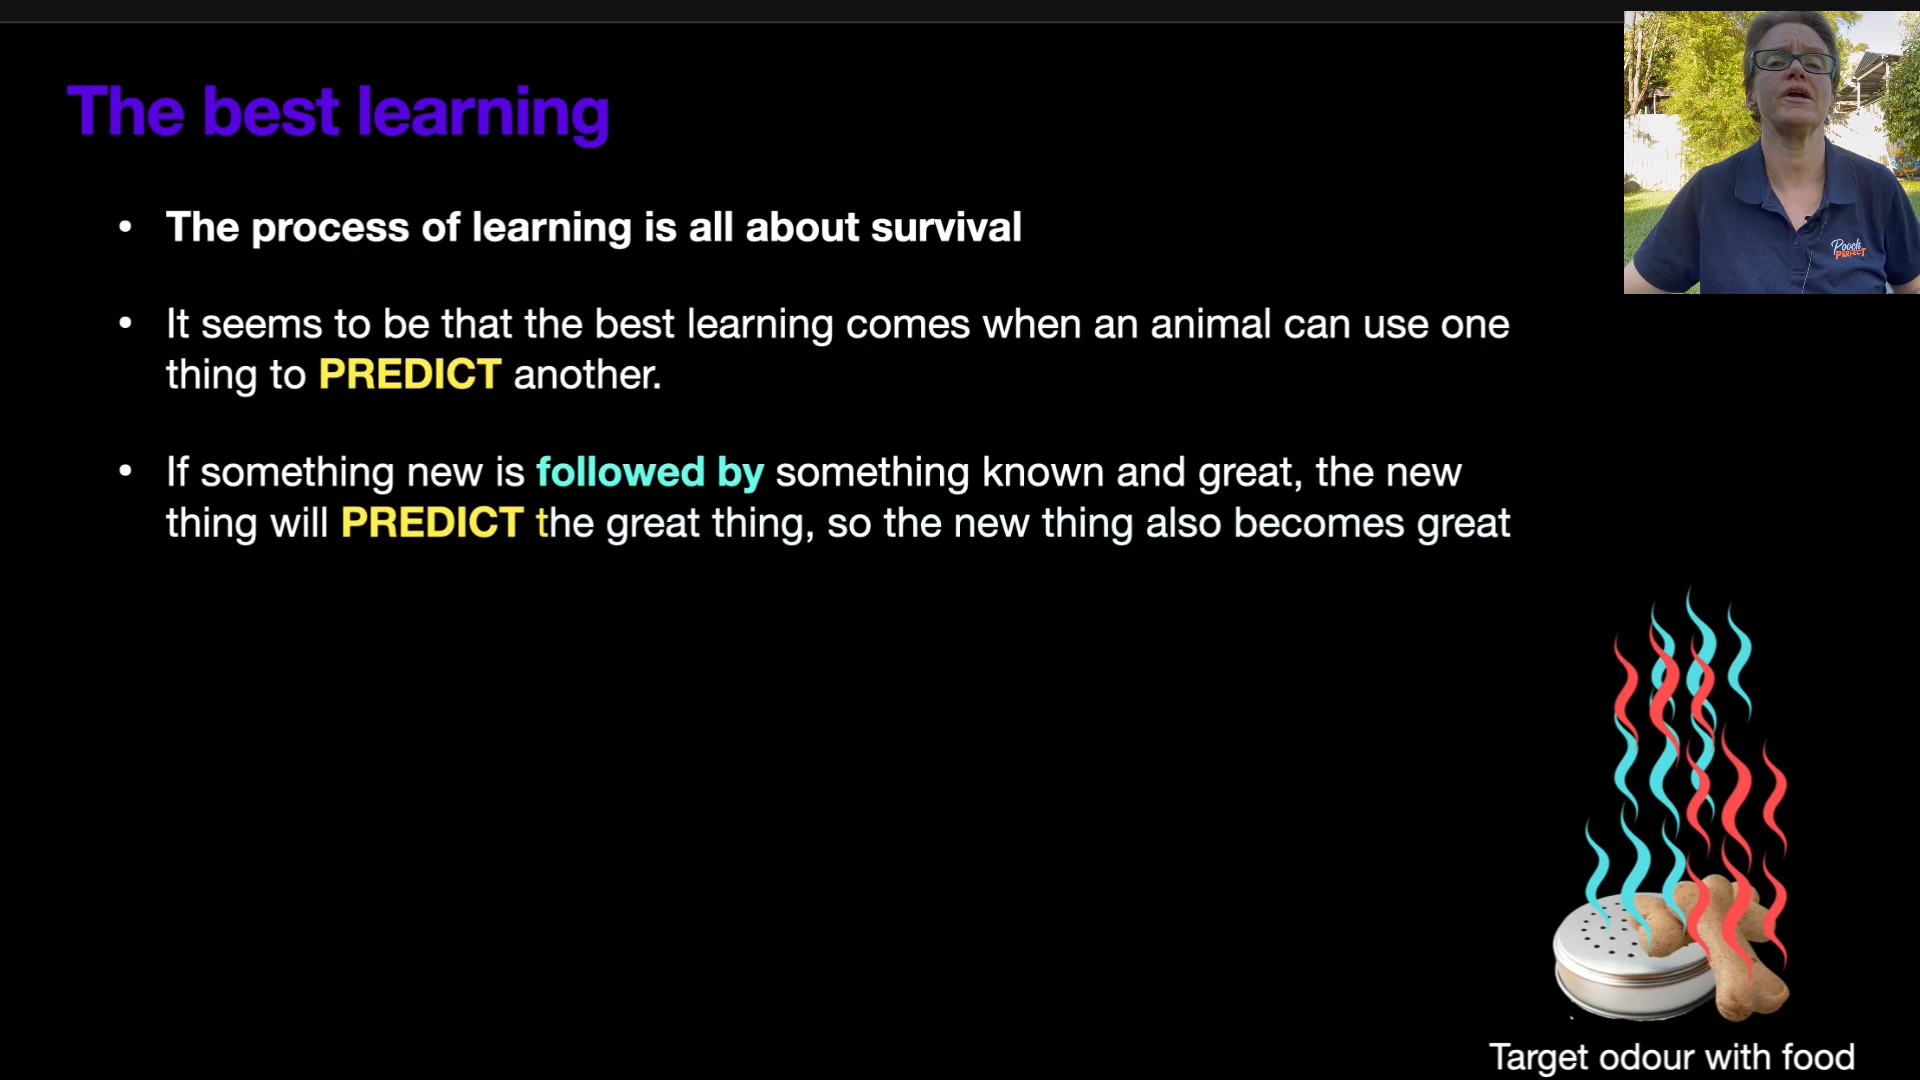 The best learning
• The process of learning is all about survival
• It seems to be that the best learning comes when an animal can use one
thing to PREDICT another.
• If something new is followed by something known and great, the new
thing will PREDICT the great thing, so the new thing also becomes great
Pooch
PERFECT
Target odour with food